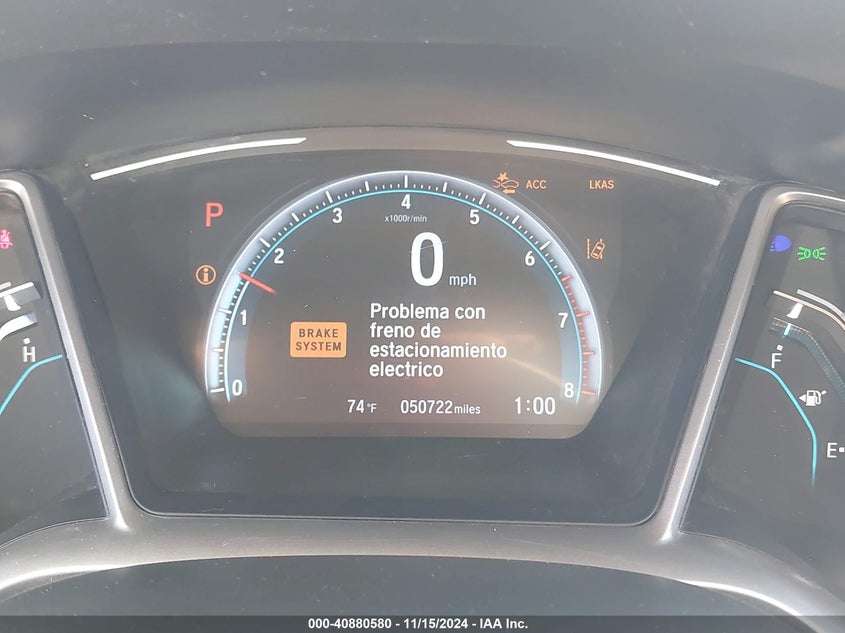 ACC
LKAS
P
x1000r/min
0
1
2
3
4
5
6
7
8
0 mph
BRAKE
SYSTEM
Problema con
freno de
estacionamiento
electrico
74°F
050722 miles
1:00
H
F
E
000-40880580 - 11/15/2024 - IAA Inc.